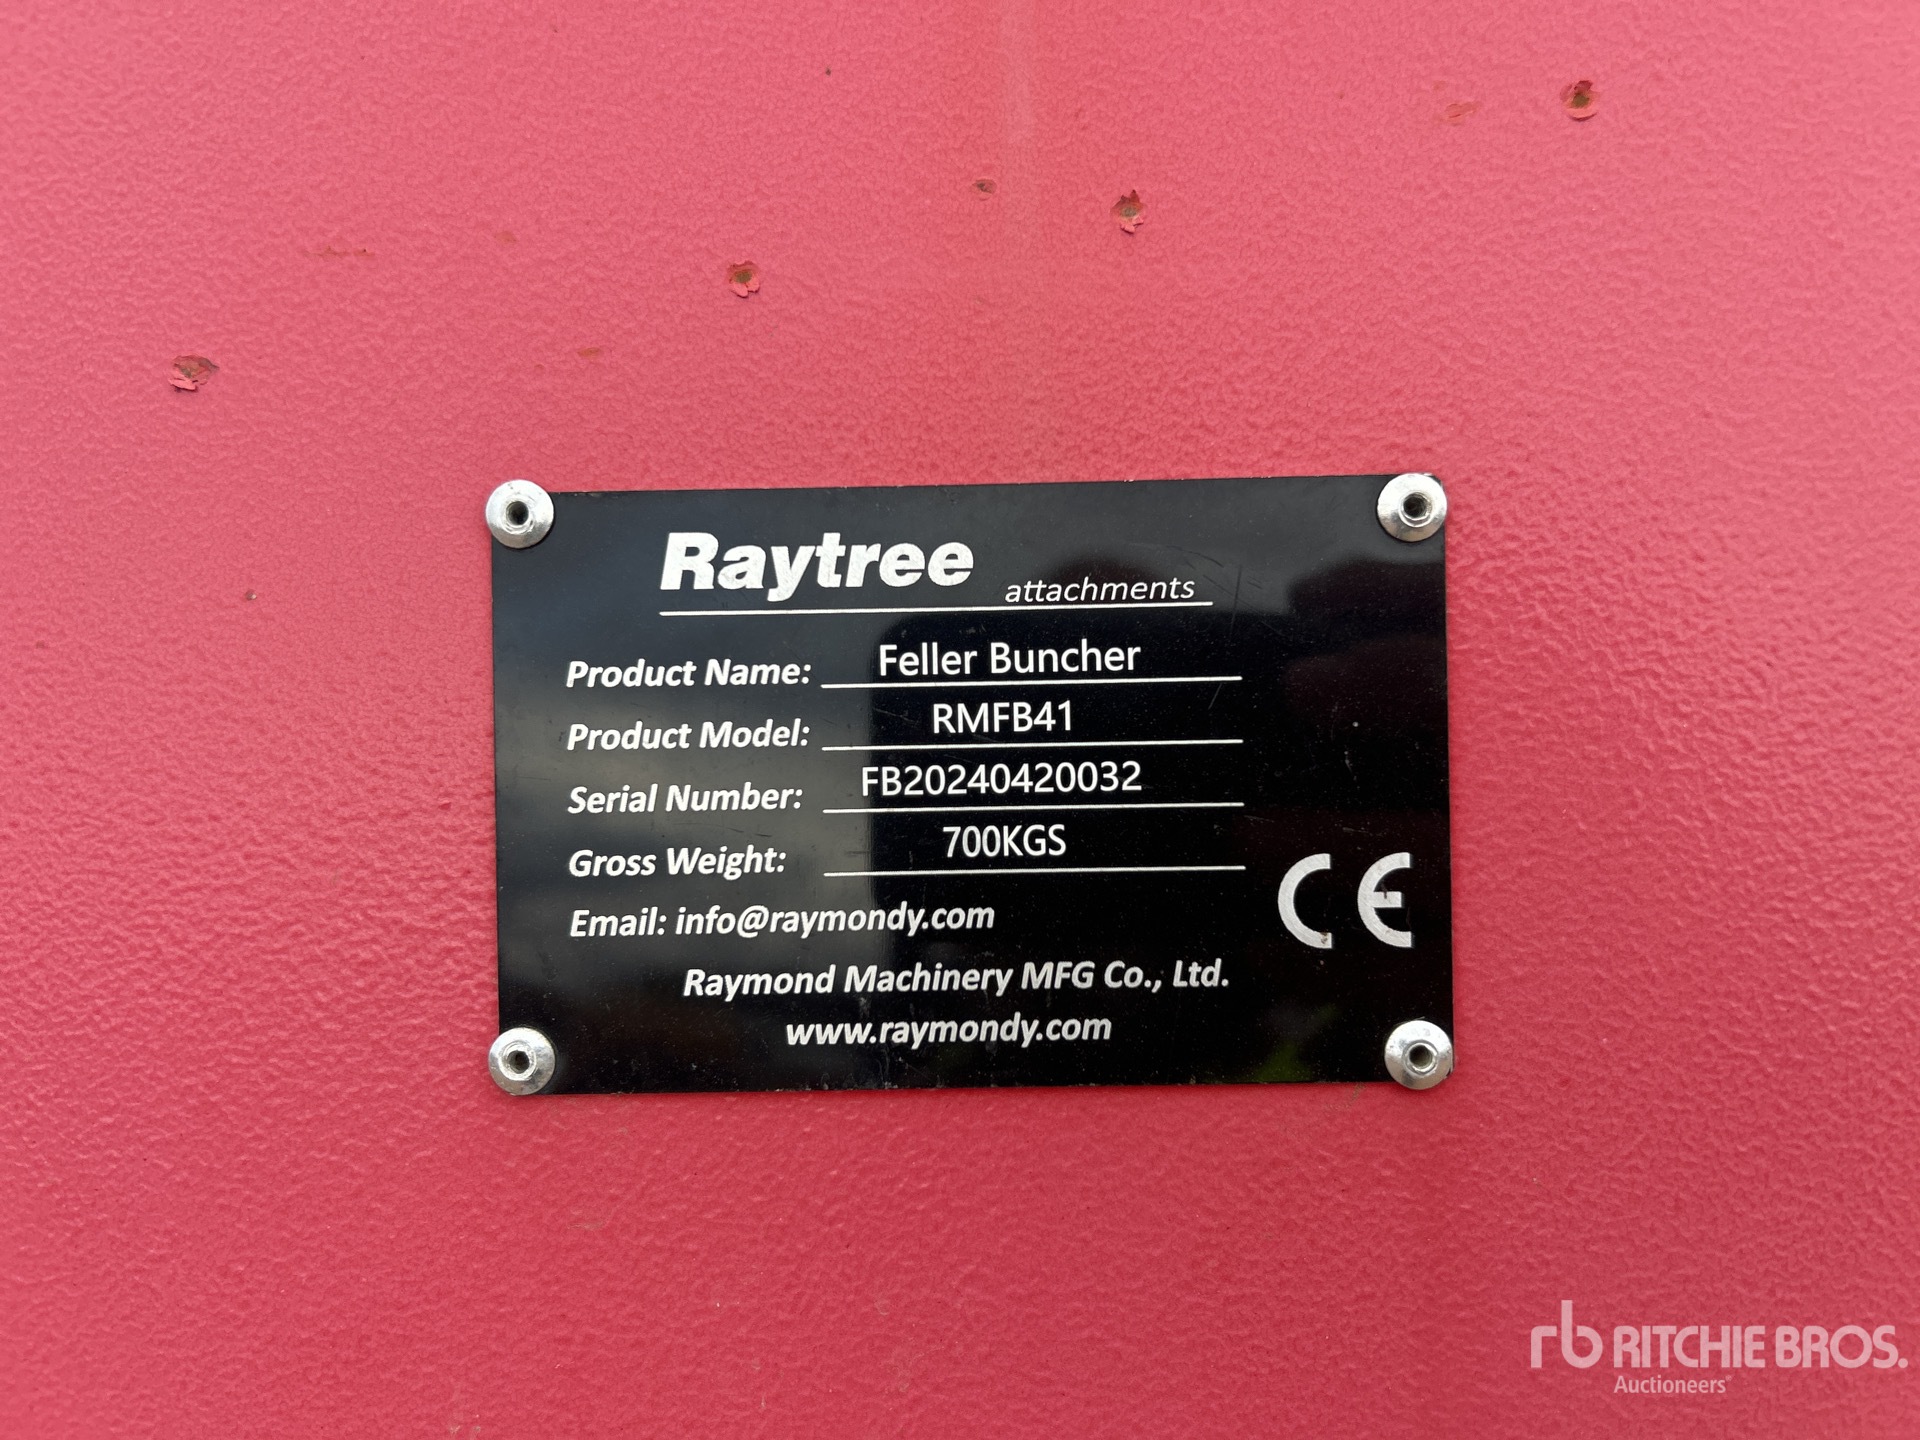 Raytree attachments
Product Name: Feller Buncher
Product Model: RMFB41
Serial Number: FB20240420032
Gross Weight: 700KGS
Email: info@raymondy.com
CE
Raymond Machinery MFG Co., Ltd.
www.raymondy.com
rb RITCHIE BROS.
Auctioneers